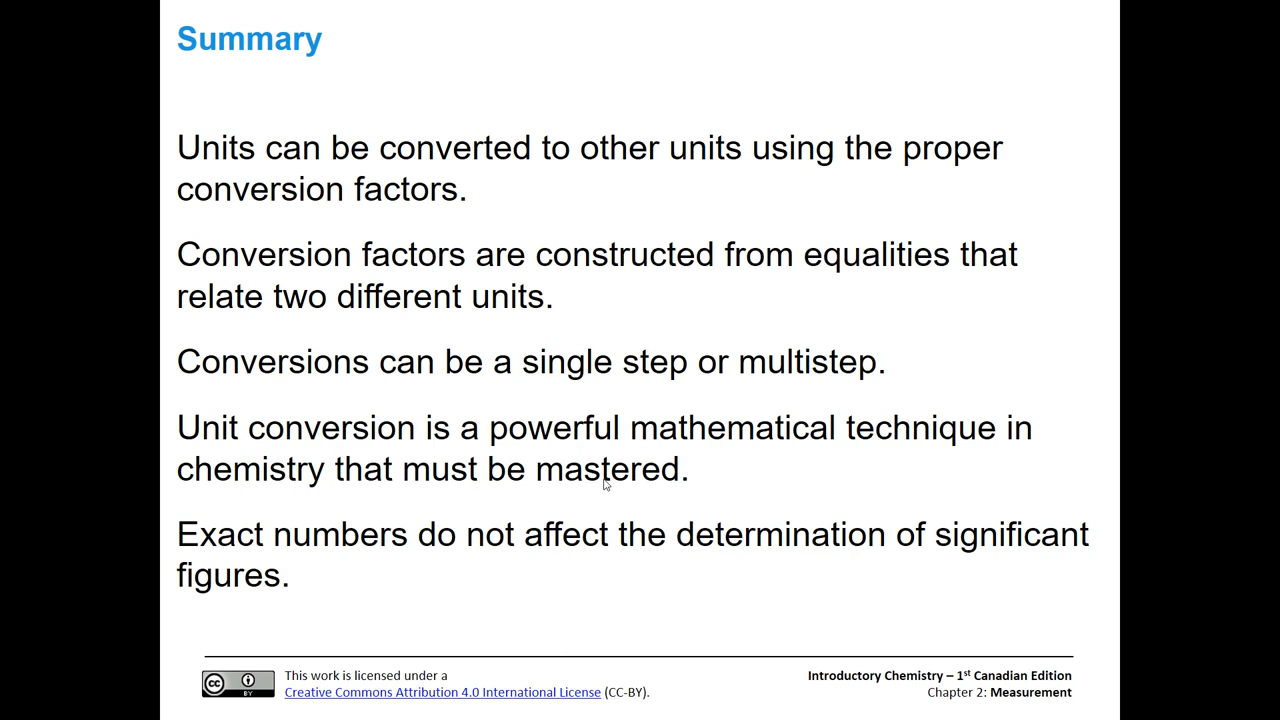 Summary
Units can be converted to other units using the proper
conversion factors.
Conversion factors are constructed from equalities that
relate two different units.
Conversions can be a single step or multistep.
Unit conversion is a powerful mathematical technique in
chemistry that must be mastered.
Exact numbers do not affect the determination of significant
figures.
cc BY
This work is licensed under a
Creative Commons Attribution 4.0 International License (CC-BY).
Introductory Chemistry – 1st Canadian Edition
Chapter 2: Measurement